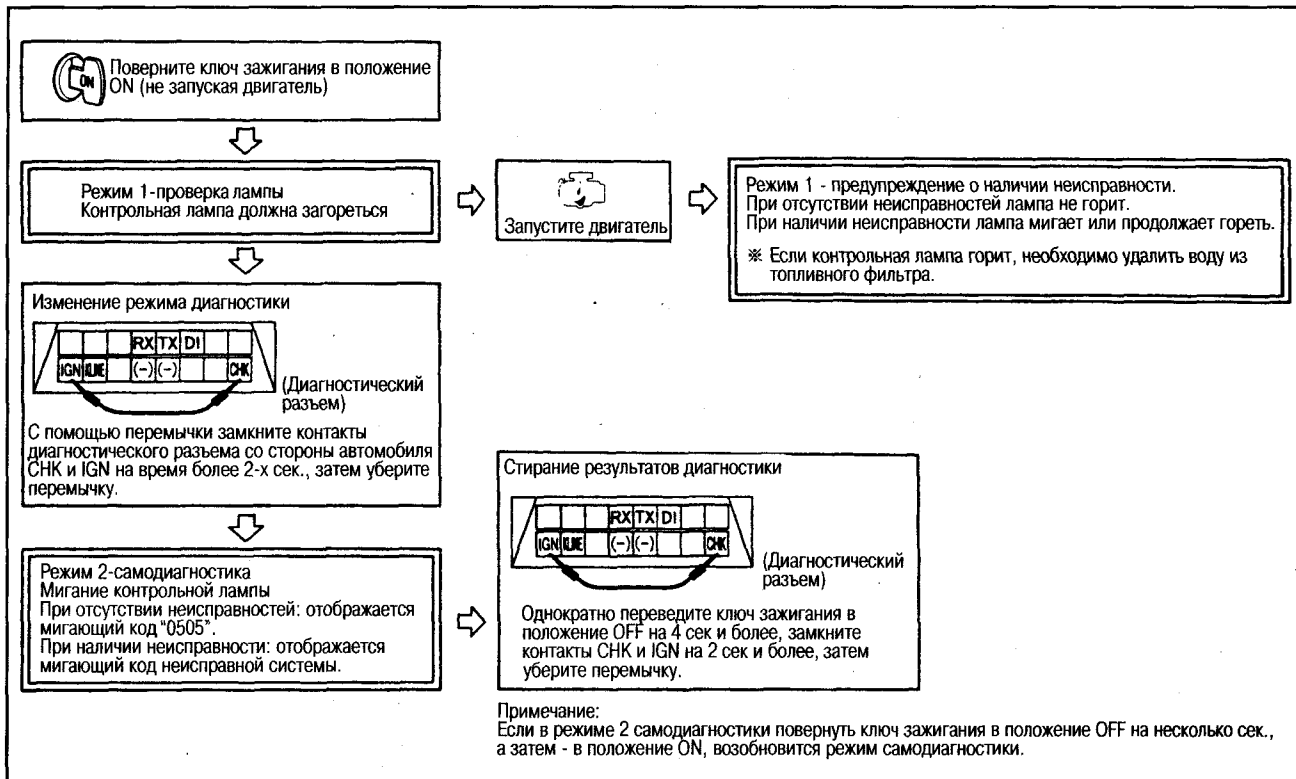 ON
Поверните ключ зажигания в положение
ON (не запуская двигатель)
Режим 1-проверка лампы
Контрольная лампа должна загореться
Запустите двигатель
Режим 1 - предупреждение о наличии неисправности.
При отсутствии неисправностей лампа не горит.
При наличии неисправности лампа мигает или продолжает гореть.
※ Если контрольная лампа горит, необходимо удалить воду из
топливного фильтра.
Изменение режима диагностики
RX TX DI
IGN KLINE (-) (-) CHK
(Диагностический
разъем)
С помощью перемычки замкните контакты
диагностического разъема со стороны автомобиля
CHK и IGN на время более 2-х сек., затем уберите
перемычку.
Режим 2-самодиагностика
Мигание контрольной лампы
При отсутствии неисправностей: отображается
мигающий код "0505".
При наличии неисправности: отображается
мигающий код неисправной системы.
Стирание результатов диагностики
RX TX DI
IGN KLINE (-) (-) CHK
(Диагностический
разъем)
Однократно переведите ключ зажигания в
положение OFF на 4 сек и более, замкните
контакты CHK и IGN на 2 сек и более, затем
уберите перемычку.
Примечание:
Если в режиме 2 самодиагностики повернуть ключ зажигания в положение OFF на несколько сек.,
а затем - в положение ON, возобновится режим самодиагностики.